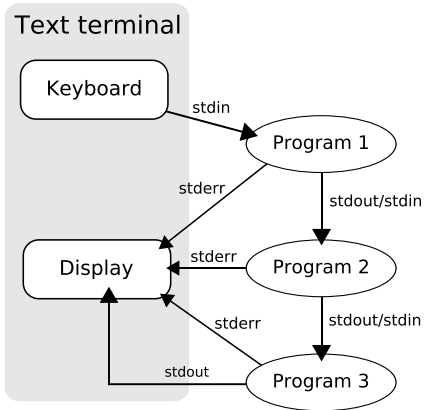 Text terminal
Keyboard
stdin
Program 1
stderr
stdout/stdin
Display
stderr
Program 2
stderr
stdout/stdin
stdout
Program 3